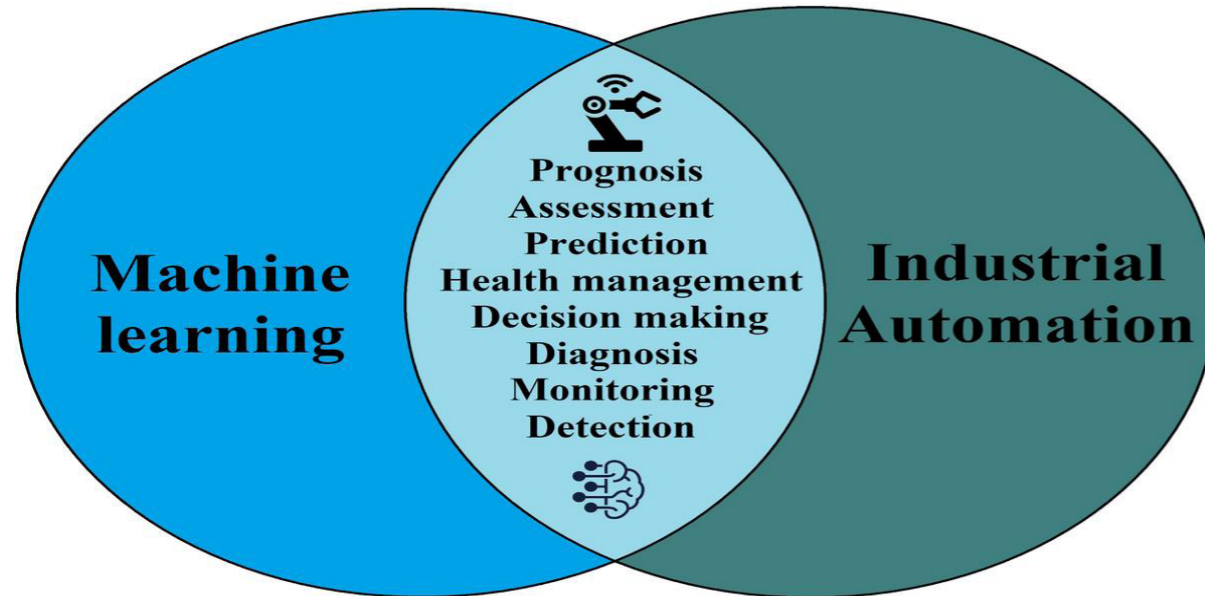 Machine
learning
Prognosis
Assessment
Prediction
Health management
Decision making
Diagnosis
Monitoring
Detection
Industrial
Automation